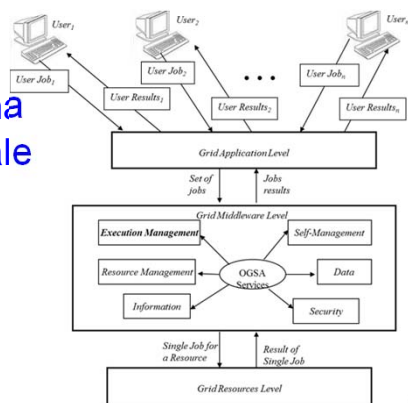 User1
User2
Usern
User Job1
User Results1
User Job2
User Results2
...
User Jobn
User Resultsn
na
ale
Grid Application Level
Set of jobs
Jobs results
Grid Middleware Level
Execution Management
Self-Management
Resource Management
OGSA Services
Data
Information
Security
Single Job for a Resource
Result of Single Job
Grid Resources Level